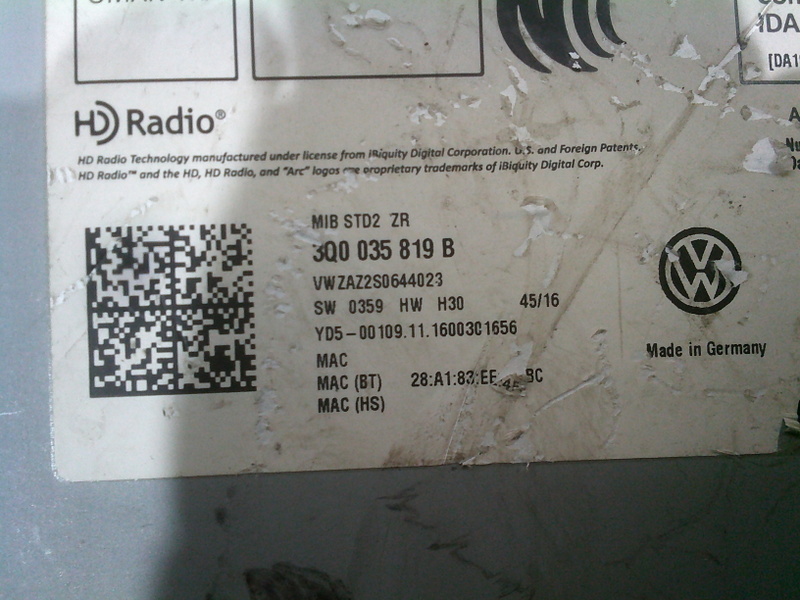 [DA1
HD Radio®
HD Radio Technology manufactured under license from iBiquity Digital Corporation. U.S. and Foreign Patents.
HD Radio™ and the HD, HD Radio, and "Arc" logos are proprietary trademarks of iBiquity Digital Corp.
MIB STD2 ZR
3Q0 035 819 B
VWZAZ2S0644023
SW 0359 HW H30 45/16
YD5-00109.11.1600301656
MAC
MAC (BT) 28:A1:83:EE
MAC (HS)
VW
Made in Germany